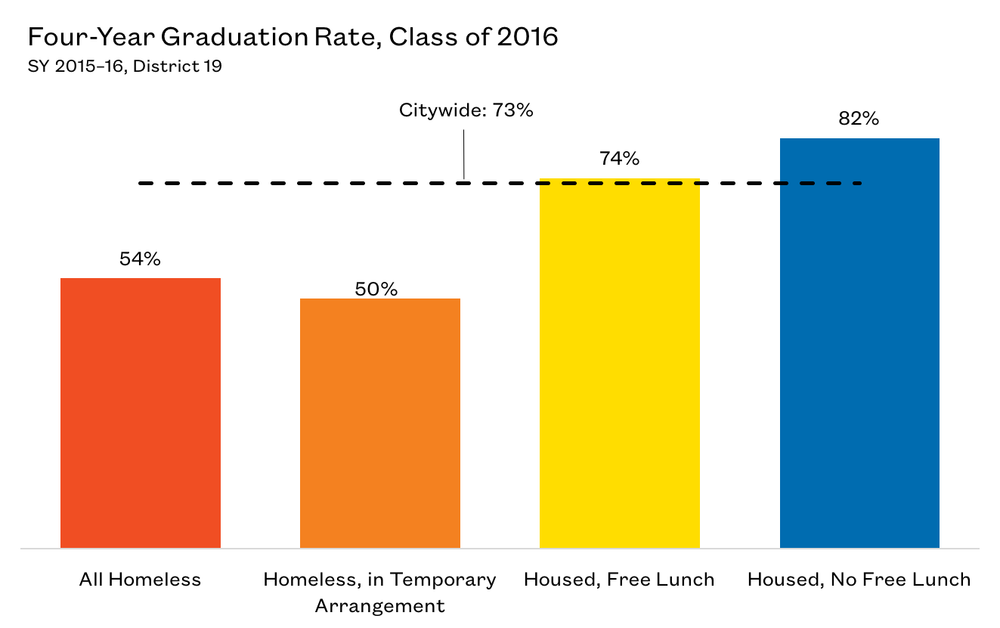 Four-Year Graduation Rate, Class of 2016
SY 2015–16, District 19
Citywide: 73%
82%
74%
54%
50%
All Homeless
Homeless, in Temporary
Arrangement
Housed, Free Lunch
Housed, No Free Lunch